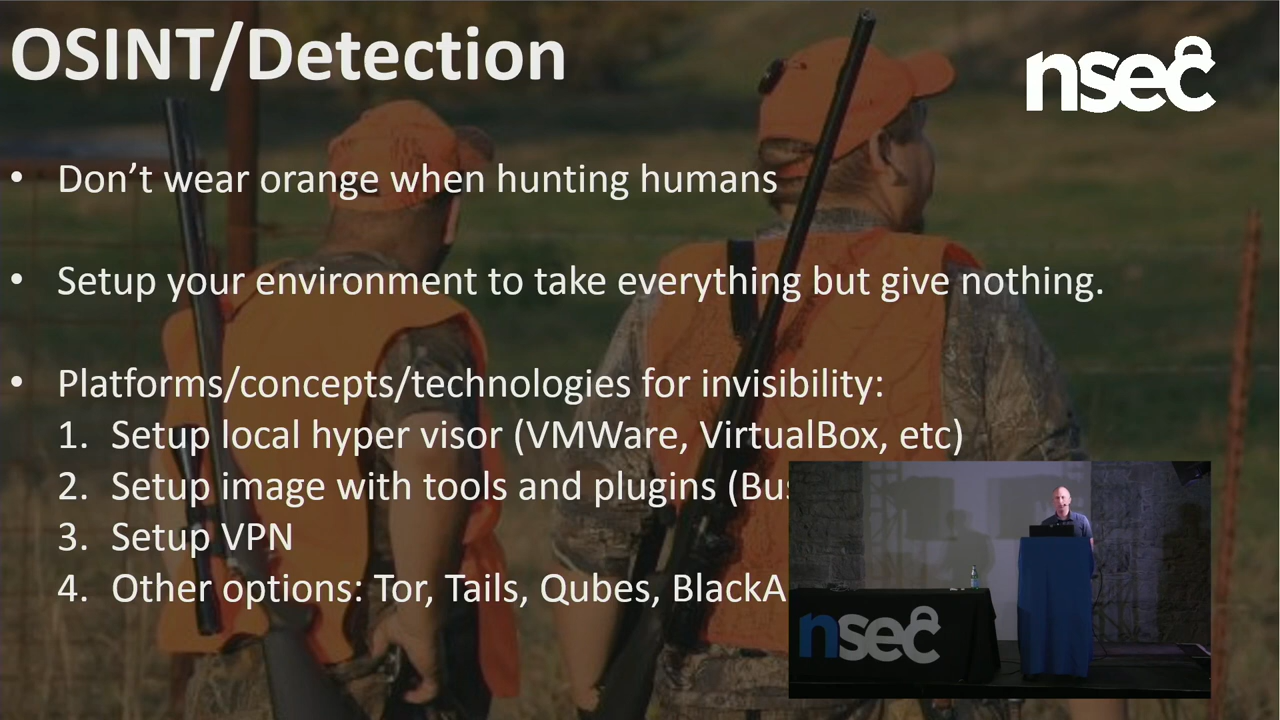 OSINT/Detection
nsec
• Don’t wear orange when hunting humans
• Setup your environment to take everything but give nothing.
• Platforms/concepts/technologies for invisibility:
1. Setup local hyper visor (VMWare, VirtualBox, etc)
2. Setup image with tools and plugins
3. Setup VPN
4. Other options: Tor, Tails, Qubes,
nsec